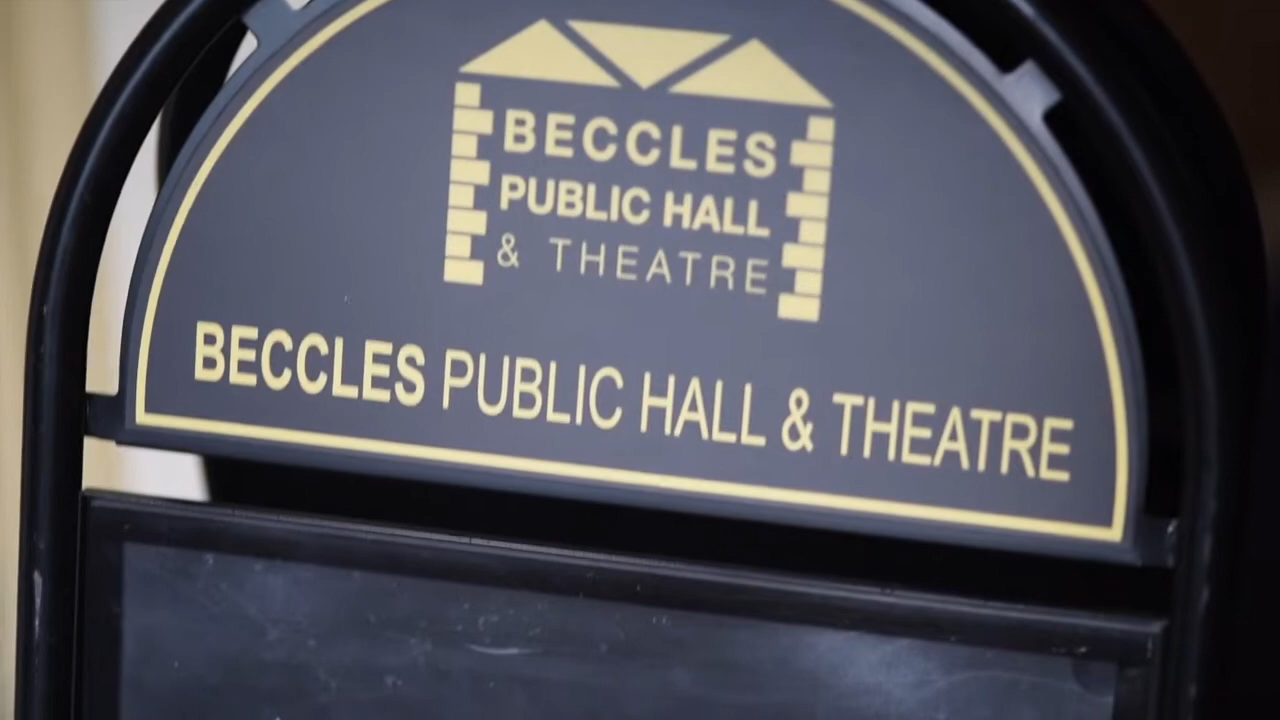 BECCLES
PUBLIC HALL
& THEATRE
BECCLES PUBLIC HALL & THEATRE